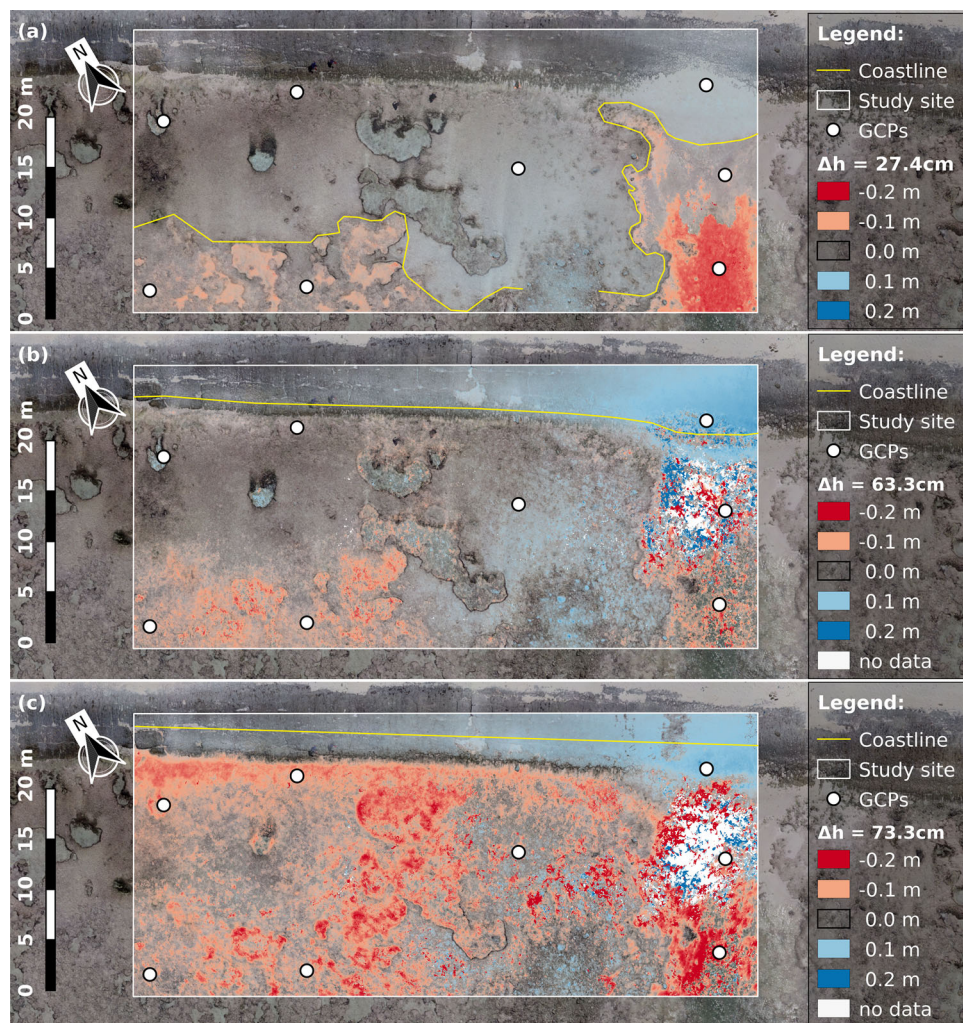 (a)
N
20 m
15
10
5
0
Legend:
Coastline
Study site
GCPs
Δh = 27.4cm
-0.2 m
-0.1 m
0.0 m
0.1 m
0.2 m
(b)
N
20 m
15
10
5
0
Legend:
Coastline
Study site
GCPs
Δh = 63.3cm
-0.2 m
-0.1 m
0.0 m
0.1 m
0.2 m
no data
(c)
N
20 m
15
10
5
0
Legend:
Coastline
Study site
GCPs
Δh = 73.3cm
-0.2 m
-0.1 m
0.0 m
0.1 m
0.2 m
no data